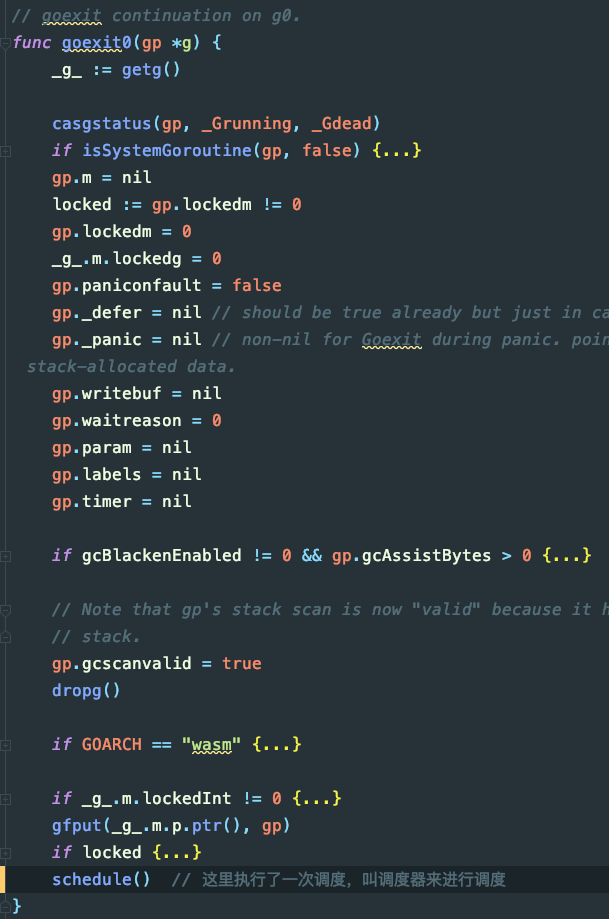 // goexit continuation on g0.
func goexit0(gp *g) {
_g_ := getg()
casgstatus(gp, _Grunning, _Gdead)
if isSystemGoroutine(gp, false) {...}
gp.m = nil
locked := gp.lockedm != 0
gp.lockedm = 0
_g_.m.lockedg = 0
gp.paniconfault = false
gp._defer = nil // should be true already but just in
gp._panic = nil // non-nil for Goexit during panic.
stack-allocated data.
gp.writebuf = nil
gp.waitreason = 0
gp.param = nil
gp.labels = nil
gp.timer = nil
if gcBlackenEnabled != 0 && gp.gcAssistBytes > 0 {...}
// Note that gp's stack scan is now "valid" because it
// stack.
gp.gcscanvalid = true
dropg()
if GOARCH == "wasm" {...}
if _g_.m.lockedInt != 0 {...}
gfput(_g_.m.p.ptr(), gp)
if locked {...}
schedule() // 这里执行了一次调度，叫调度器来进行调度
}